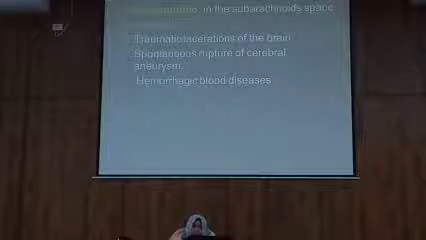 in the subarachnoids space
Traumatic lacerations of the brain
Spontaneous rupture of cerebral
aneurysm.
Hemorrhagic blood diseases